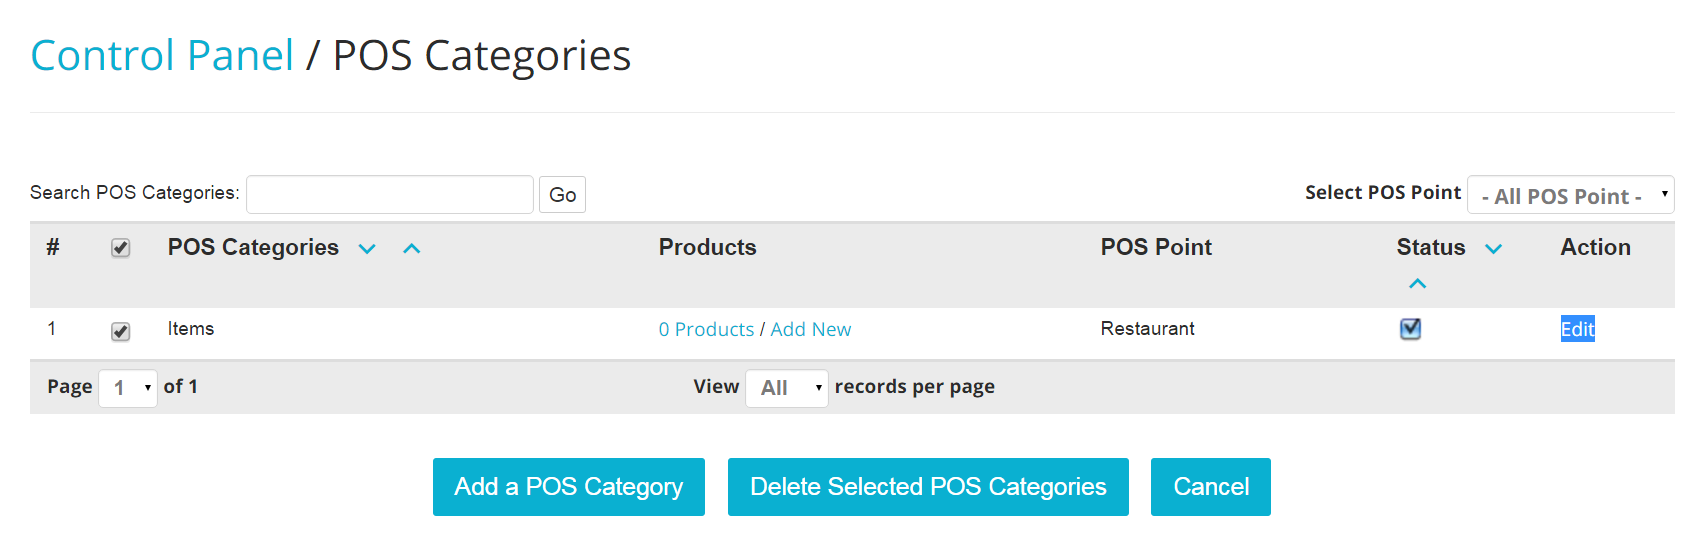 Control Panel / POS Categories
Search POS Categories: Go Select POS Point - All POS Point -
# POS Categories Products POS Point Status Action
1 Items 0 Products / Add New Restaurant Edit
Page 1 of 1 View All records per page
Add a POS Category Delete Selected POS Categories Cancel